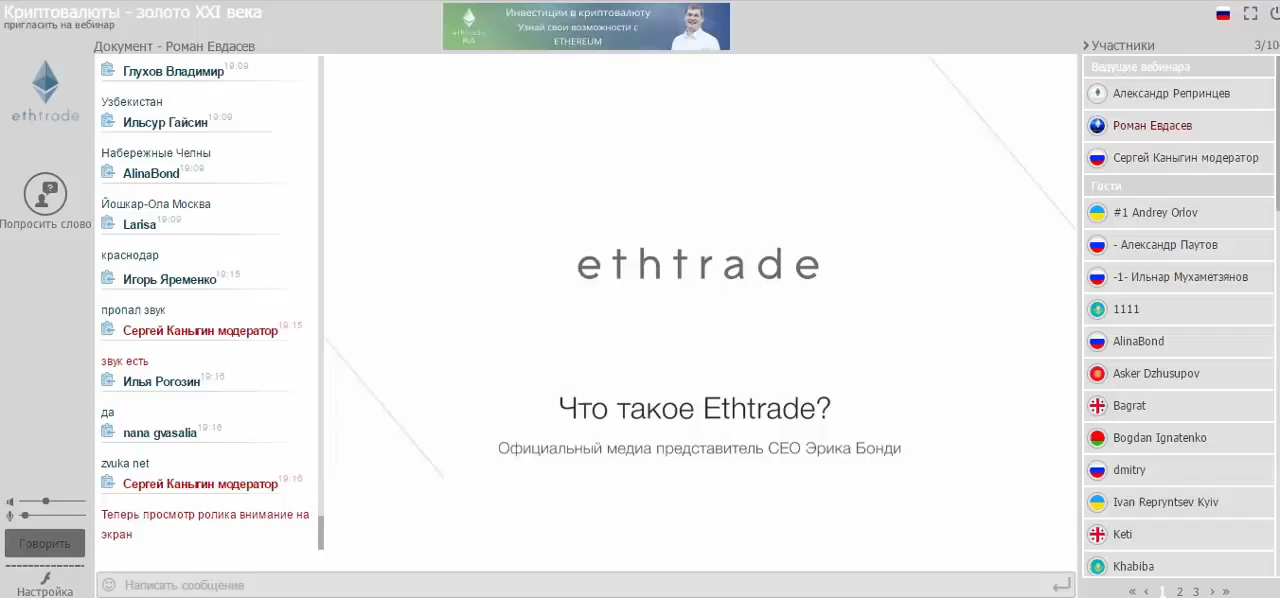 Криптовалюты - золото XXI века
пригласить на вебинар
ethtrade
Инвестиции в криптовалюту
Узнай свои возможности с
ETHEREUM
Документ - Роман Евдасев
Участники
ethtrade
Попросить слово
Говорить
Настройка
Глухов Владимир 19:09
Узбекистан
Ильсур Гайсин 19:09
Набережные Челны
AlinaBond 19:09
Йошкар-Ола Москва
Larisa 19:09
краснодар
Игорь Яременко 19:15
пропал звук
Сергей Каныгин модератор 19:15
звук есть
Илья Рогозин 19:16
да
nana gvasalia 19:16
zvuka net
Сергей Каныгин модератор 19:16
Теперь просмотр ролика внимание на
экран
Написать сообщение
ethtrade
Что такое Ethtrade?
Официальный медиа представитель CEO Эрика Бонди
Ведущие вебинара
Александр Репринцев
Роман Евдасев
Сергей Каныгин модератор
Гости
#1 Andrey Orlov
- Александр Паутов
-1- Ильнар Мухаметзянов
1111
AlinaBond
Asker Dzhusupov
Bagrat
Bogdan Ignatenko
dmitry
Ivan Repryntsev Kyiv
Keti
Khabiba
« ‹ 1 2 3 › »